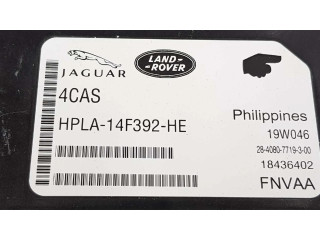 JAGUAR
LAND-
ROVER
4CAS
HPLA-14F392-HE
Philippines
19W046
28-4080-7719-3-00
18436402
FNVAA